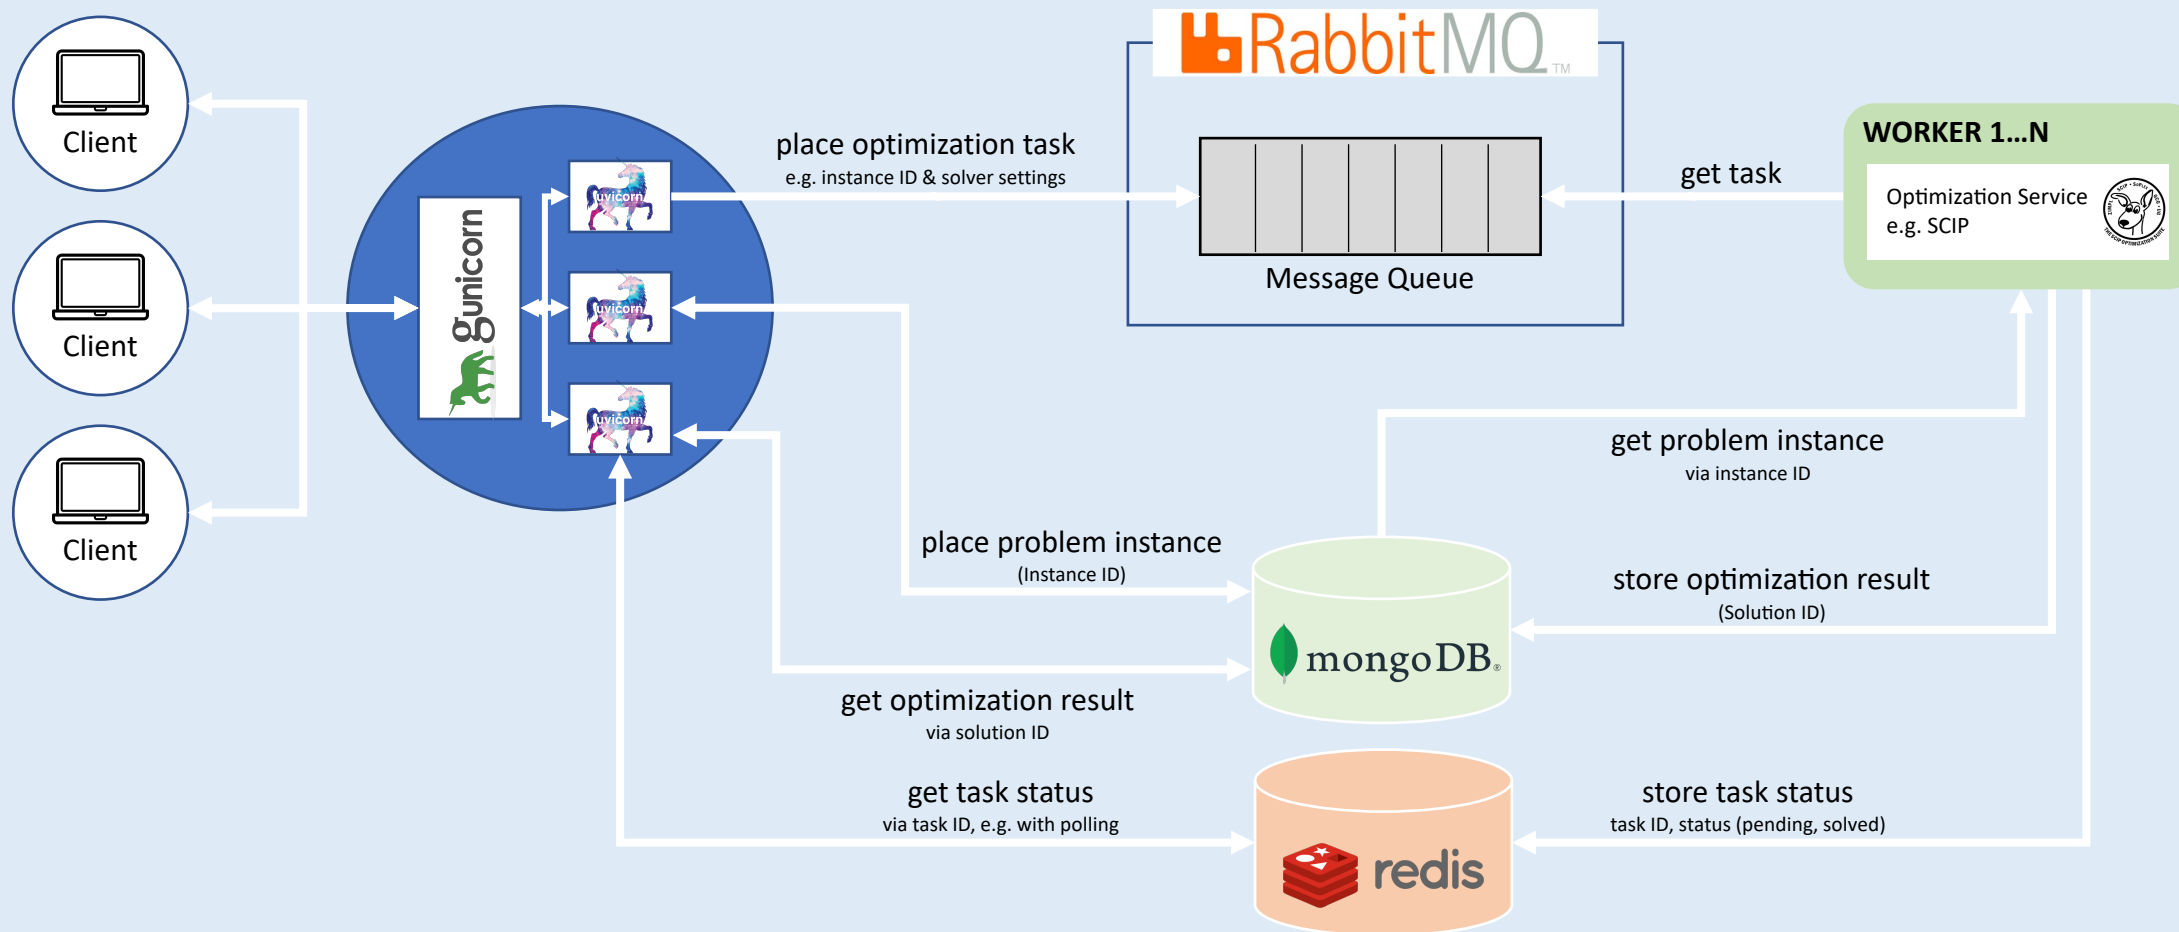 Client
Client
Client
gunicorn
uvicorn
uvicorn
uvicorn
place optimization task
e.g. instance ID & solver settings
RabbitMQ™
Message Queue
get task
WORKER 1...N
Optimization Service
e.g. SCIP
place problem instance
(Instance ID)
get problem instance
via instance ID
store optimization result
(Solution ID)
mongoDB®
get optimization result
via solution ID
get task status
via task ID, e.g. with polling
store task status
task ID, status (pending, solved)
redis